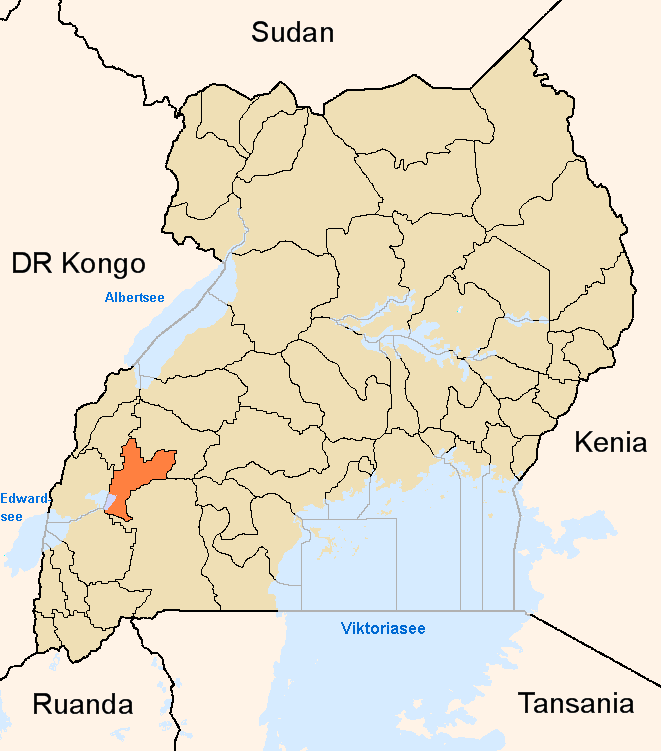 Sudan
DR Kongo
Albertsee
Kenia
Edward-
see
Viktoriasee
Ruanda
Tansania